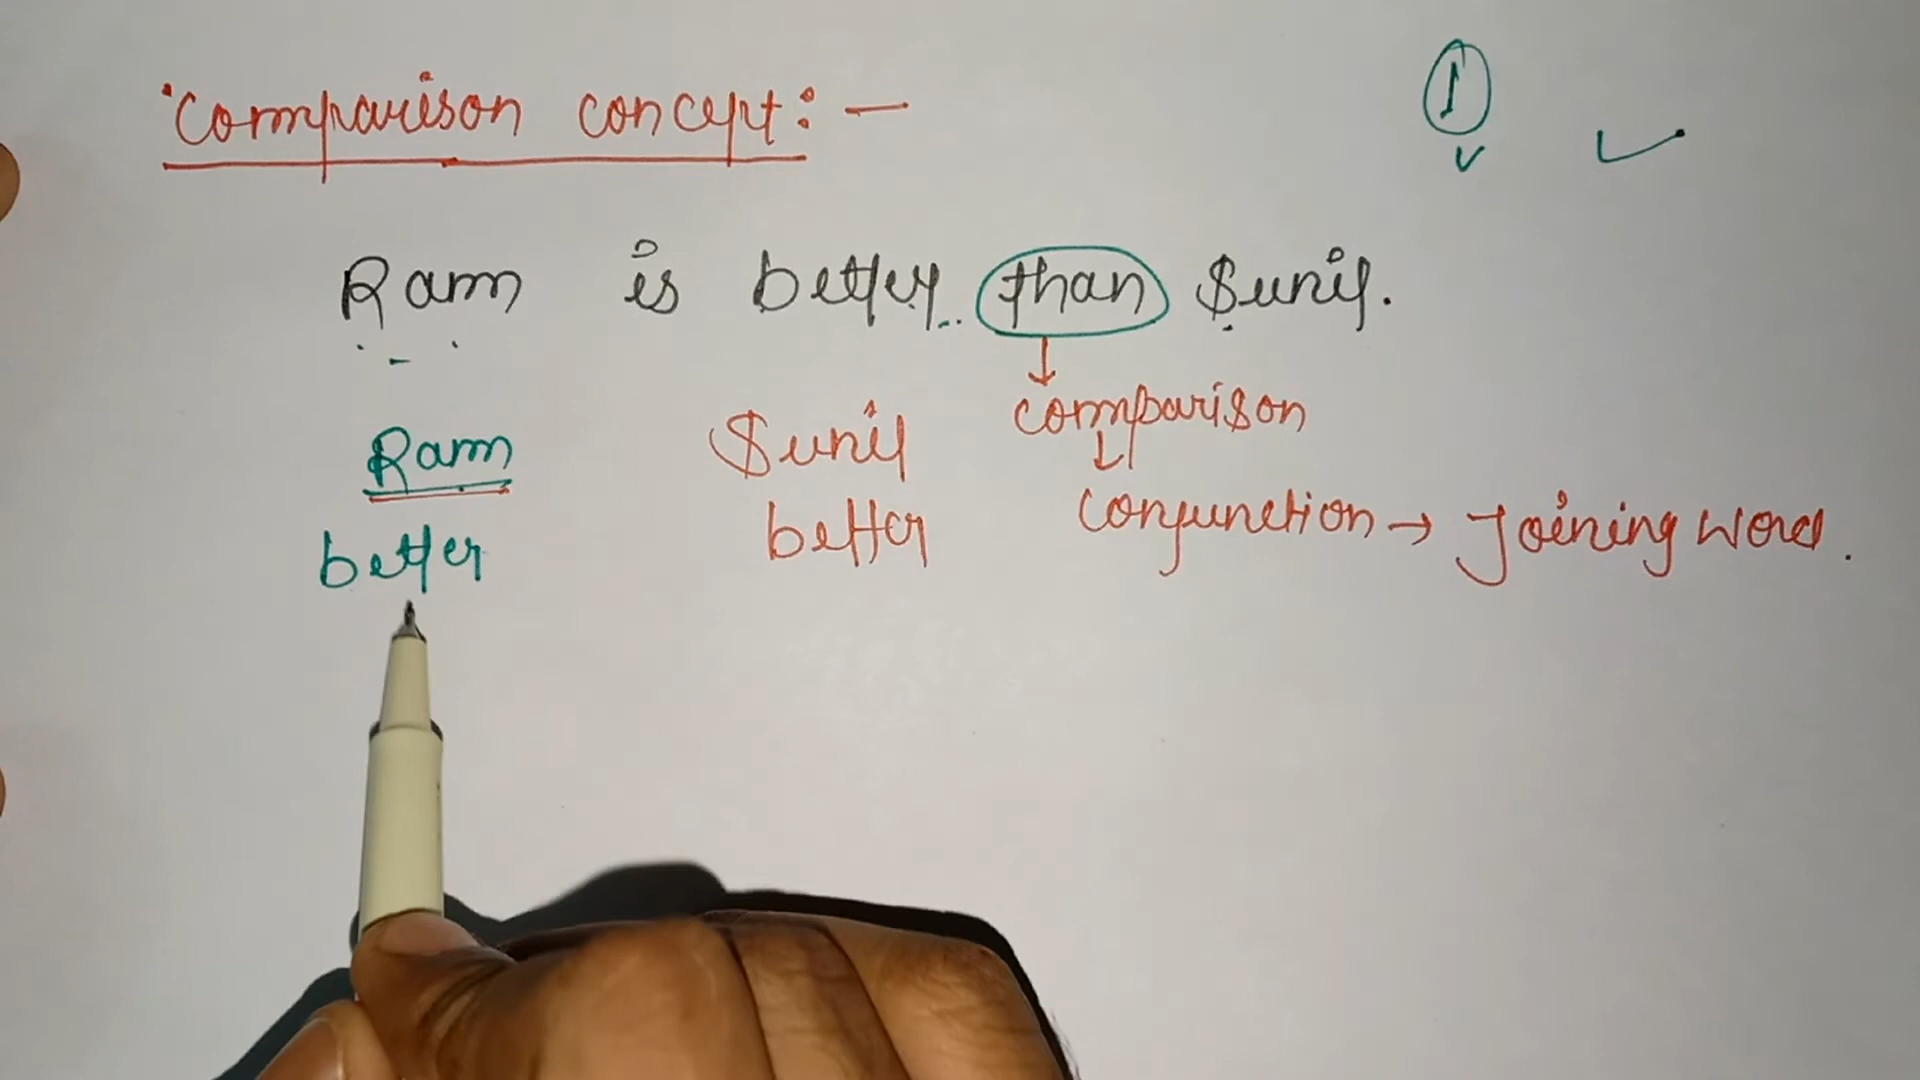 Comparison concept: -
I
Ram is better than Sunil.
comparison
Ram Sunil
better better
conjunction → Joining word.